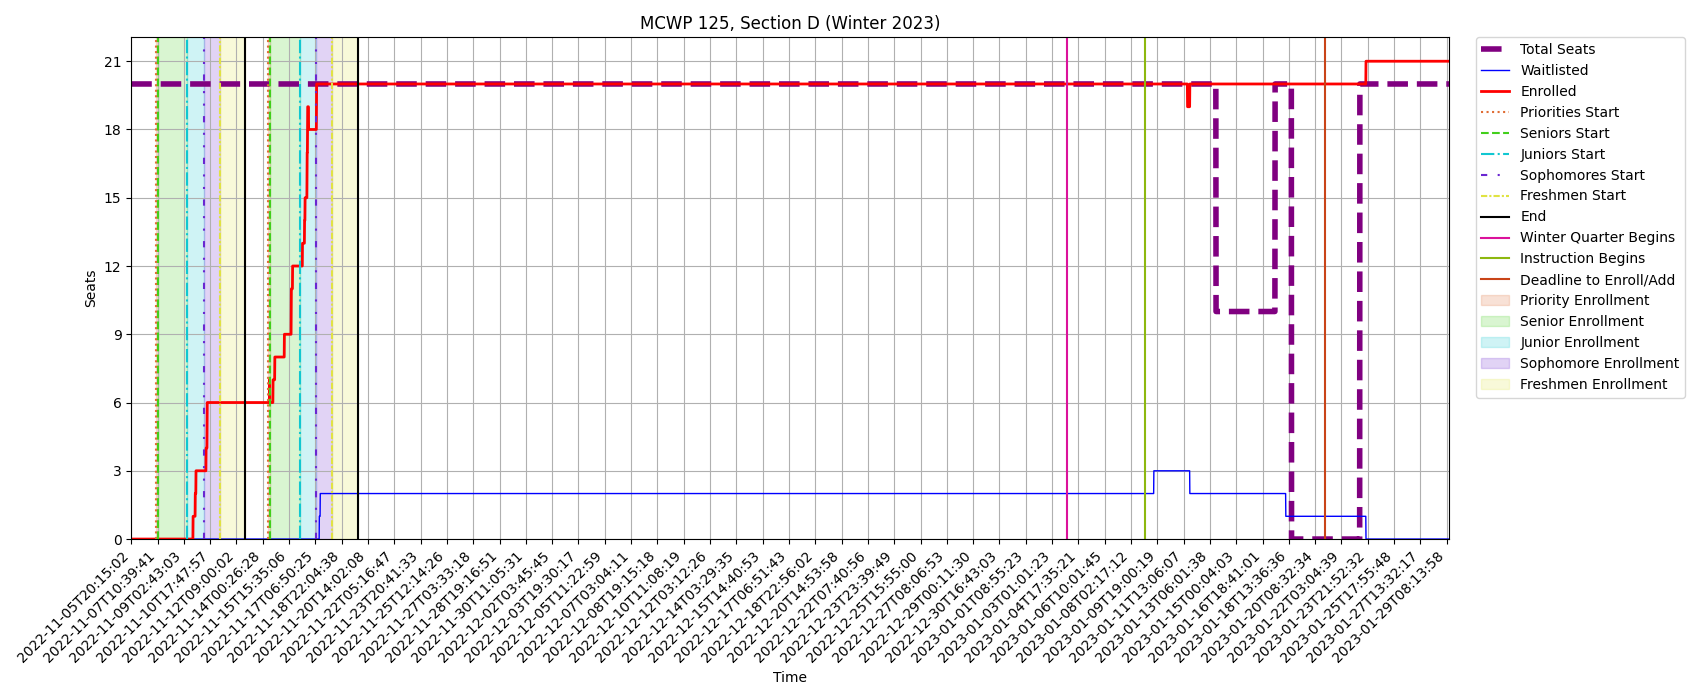 MCWP 125, Section D (Winter 2023)
Seats
21
18
15
12
9
6
3
0
2022-11-05T20:15:02
2022-11-07T10:39:41
2022-11-09T02:43:03
2022-11-10T17:47:57
2022-11-12T09:00:02
2022-11-14T00:26:28
2022-11-15T15:35:06
2022-11-17T06:50:25
2022-11-18T22:04:38
2022-11-20T14:02:08
2022-11-22T05:16:47
2022-11-23T20:41:33
2022-11-25T12:14:26
2022-11-27T03:33:18
2022-11-28T19:16:51
2022-11-30T11:05:31
2022-12-02T03:45:45
2022-12-03T19:30:17
2022-12-05T11:22:59
2022-12-07T03:04:11
2022-12-08T19:15:18
2022-12-10T11:08:19
2022-12-12T03:12:26
2022-12-14T03:29:35
2022-12-15T14:40:53
2022-12-17T06:51:43
2022-12-18T22:56:02
2022-12-20T14:53:58
2022-12-22T07:40:56
2022-12-23T23:39:49
2022-12-25T15:55:00
2022-12-27T08:06:53
2022-12-29T00:11:30
2022-12-30T16:43:03
2023-01-01T08:55:23
2023-01-03T01:01:23
2023-01-04T17:35:21
2023-01-06T10:01:45
2023-01-08T02:17:12
2023-01-09T19:00:19
2023-01-11T13:06:07
2023-01-13T06:01:38
2023-01-15T00:04:03
2023-01-16T18:41:01
2023-01-18T13:36:36
2023-01-20T08:32:34
2023-01-22T03:04:39
2023-01-23T21:52:32
2023-01-25T17:55:48
2023-01-27T13:32:17
2023-01-29T08:13:58
Time
Total Seats
Waitlisted
Enrolled
Priorities Start
Seniors Start
Juniors Start
Sophomores Start
Freshmen Start
End
Winter Quarter Begins
Instruction Begins
Deadline to Enroll/Add
Priority Enrollment
Senior Enrollment
Junior Enrollment
Sophomore Enrollment
Freshmen Enrollment